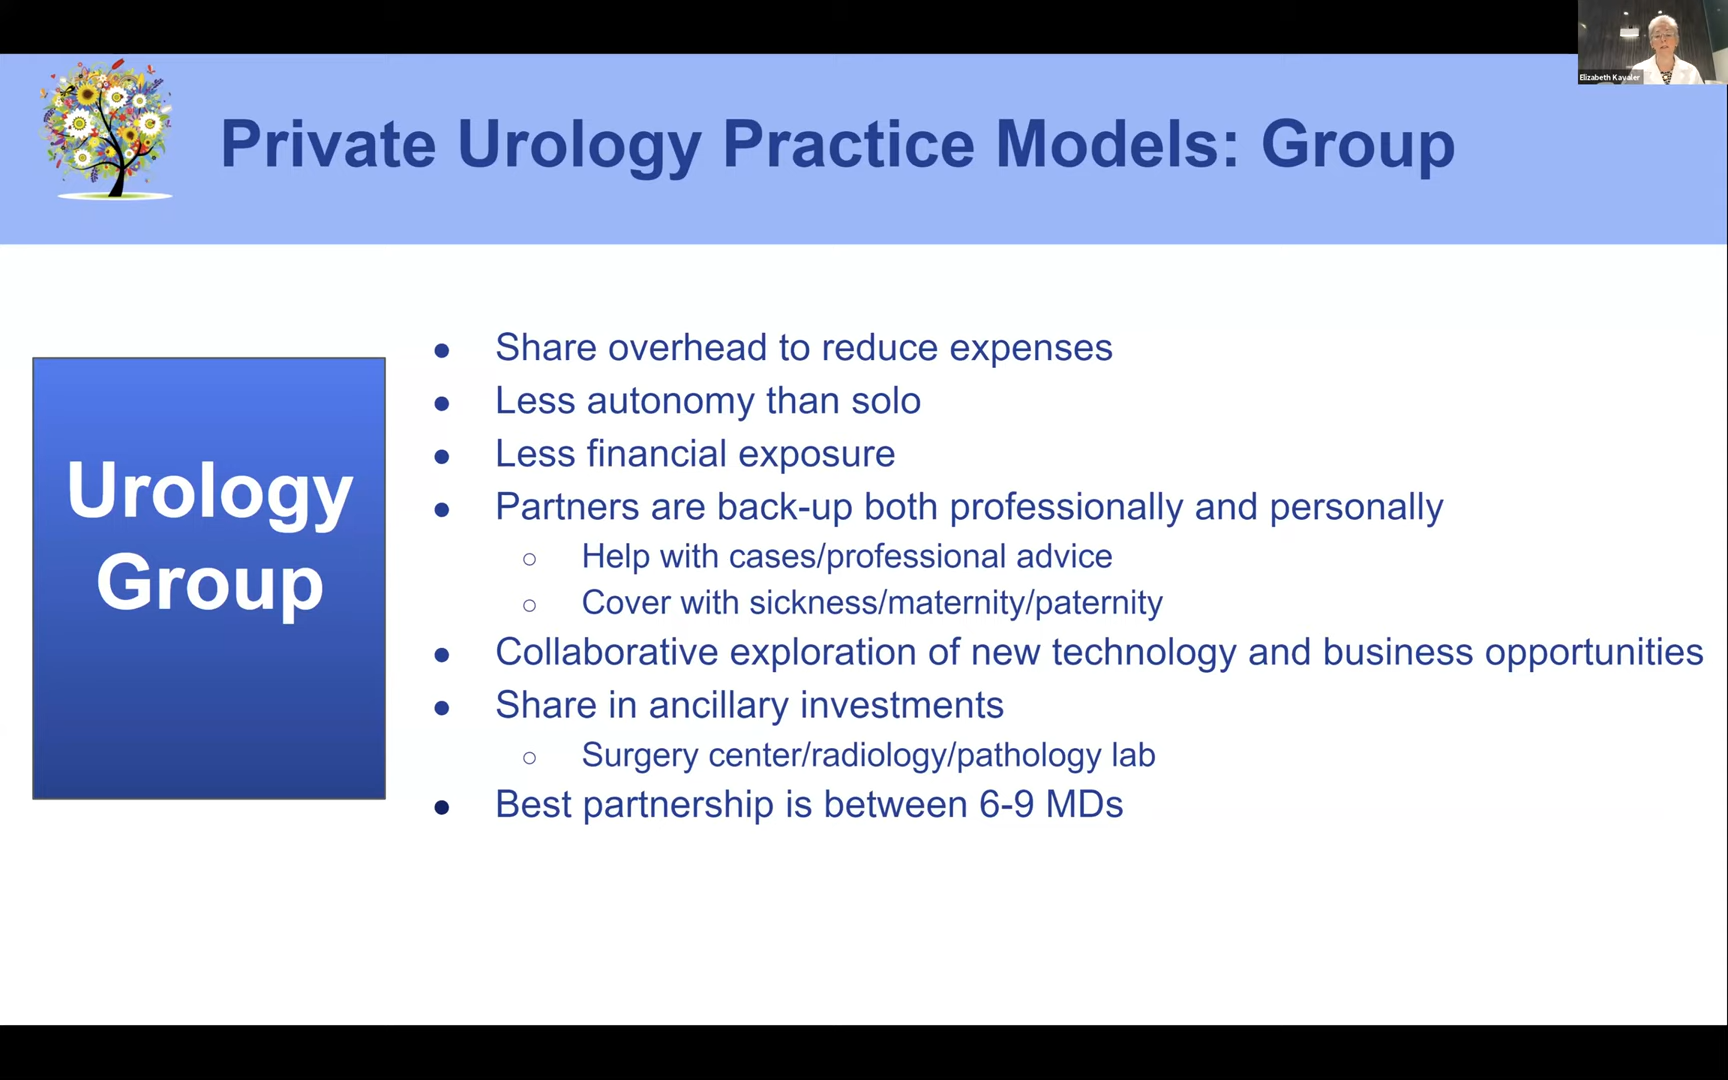 Elizabeth Kavaler
Private Urology Practice Models: Group
Urology
Group
● Share overhead to reduce expenses
● Less autonomy than solo
● Less financial exposure
● Partners are back-up both professionally and personally
○ Help with cases/professional advice
○ Cover with sickness/maternity/paternity
● Collaborative exploration of new technology and business opportunities
● Share in ancillary investments
○ Surgery center/radiology/pathology lab
● Best partnership is between 6-9 MDs